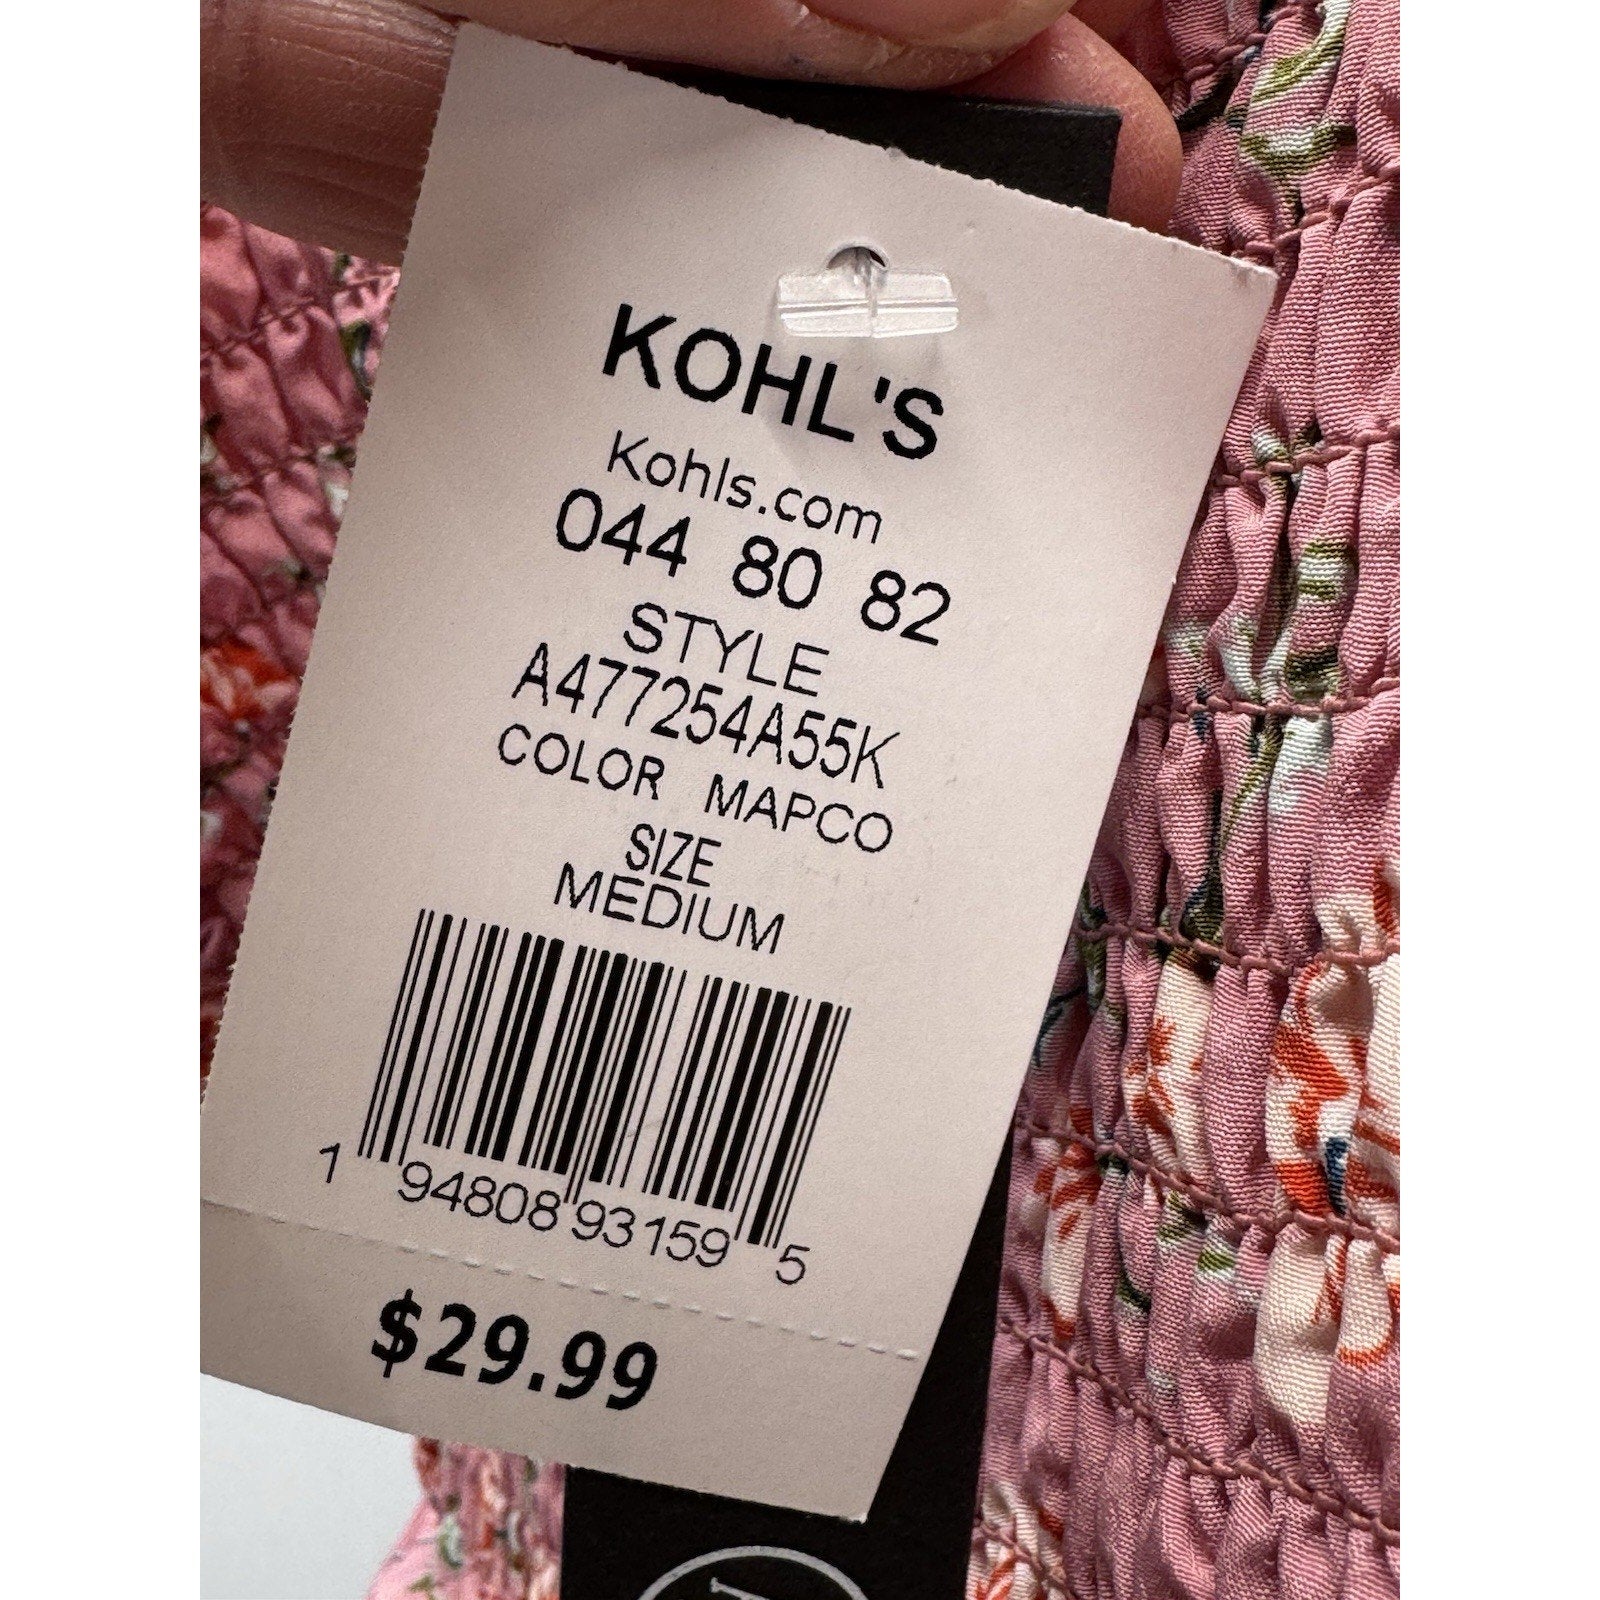 KOHL'S
Kohls.com
044 80 82
STYLE
A477254A55K
COLOR MAPCO
SIZE
MEDIUM
1 94808 93159 5
$29.99